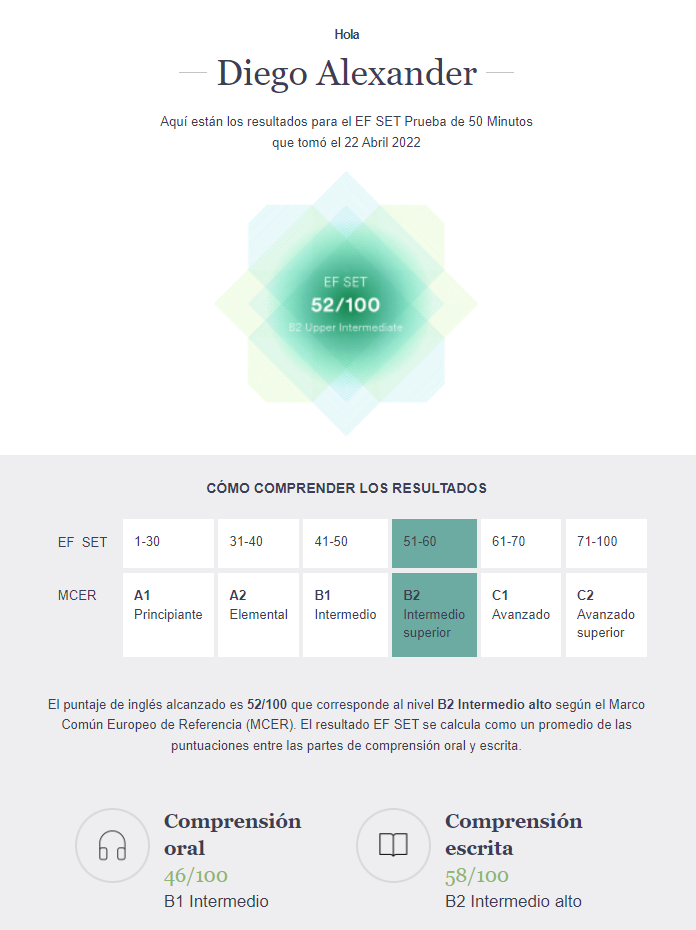 Hola
Diego Alexander
Aquí están los resultados para el EF SET Prueba de 50 Minutos
que tomó el 22 Abril 2022
EF SET
52/100
B2 Upper Intermediate
CÓMO COMPRENDER LOS RESULTADOS
EF SET 1-30 31-40 41-50 51-60 61-70 71-100
MCER A1 A2 B1 B2 C1 C2
Principiante Elemental Intermedio Intermedio Avanzado Avanzado
superior superior
El puntaje de inglés alcanzado es 52/100 que corresponde al nivel B2 Intermedio alto según el Marco
Común Europeo de Referencia (MCER). El resultado EF SET se calcula como un promedio de las
puntuaciones entre las partes de comprensión oral y escrita.
Comprensión
oral
46/100
B1 Intermedio
Comprensión
escrita
58/100
B2 Intermedio alto